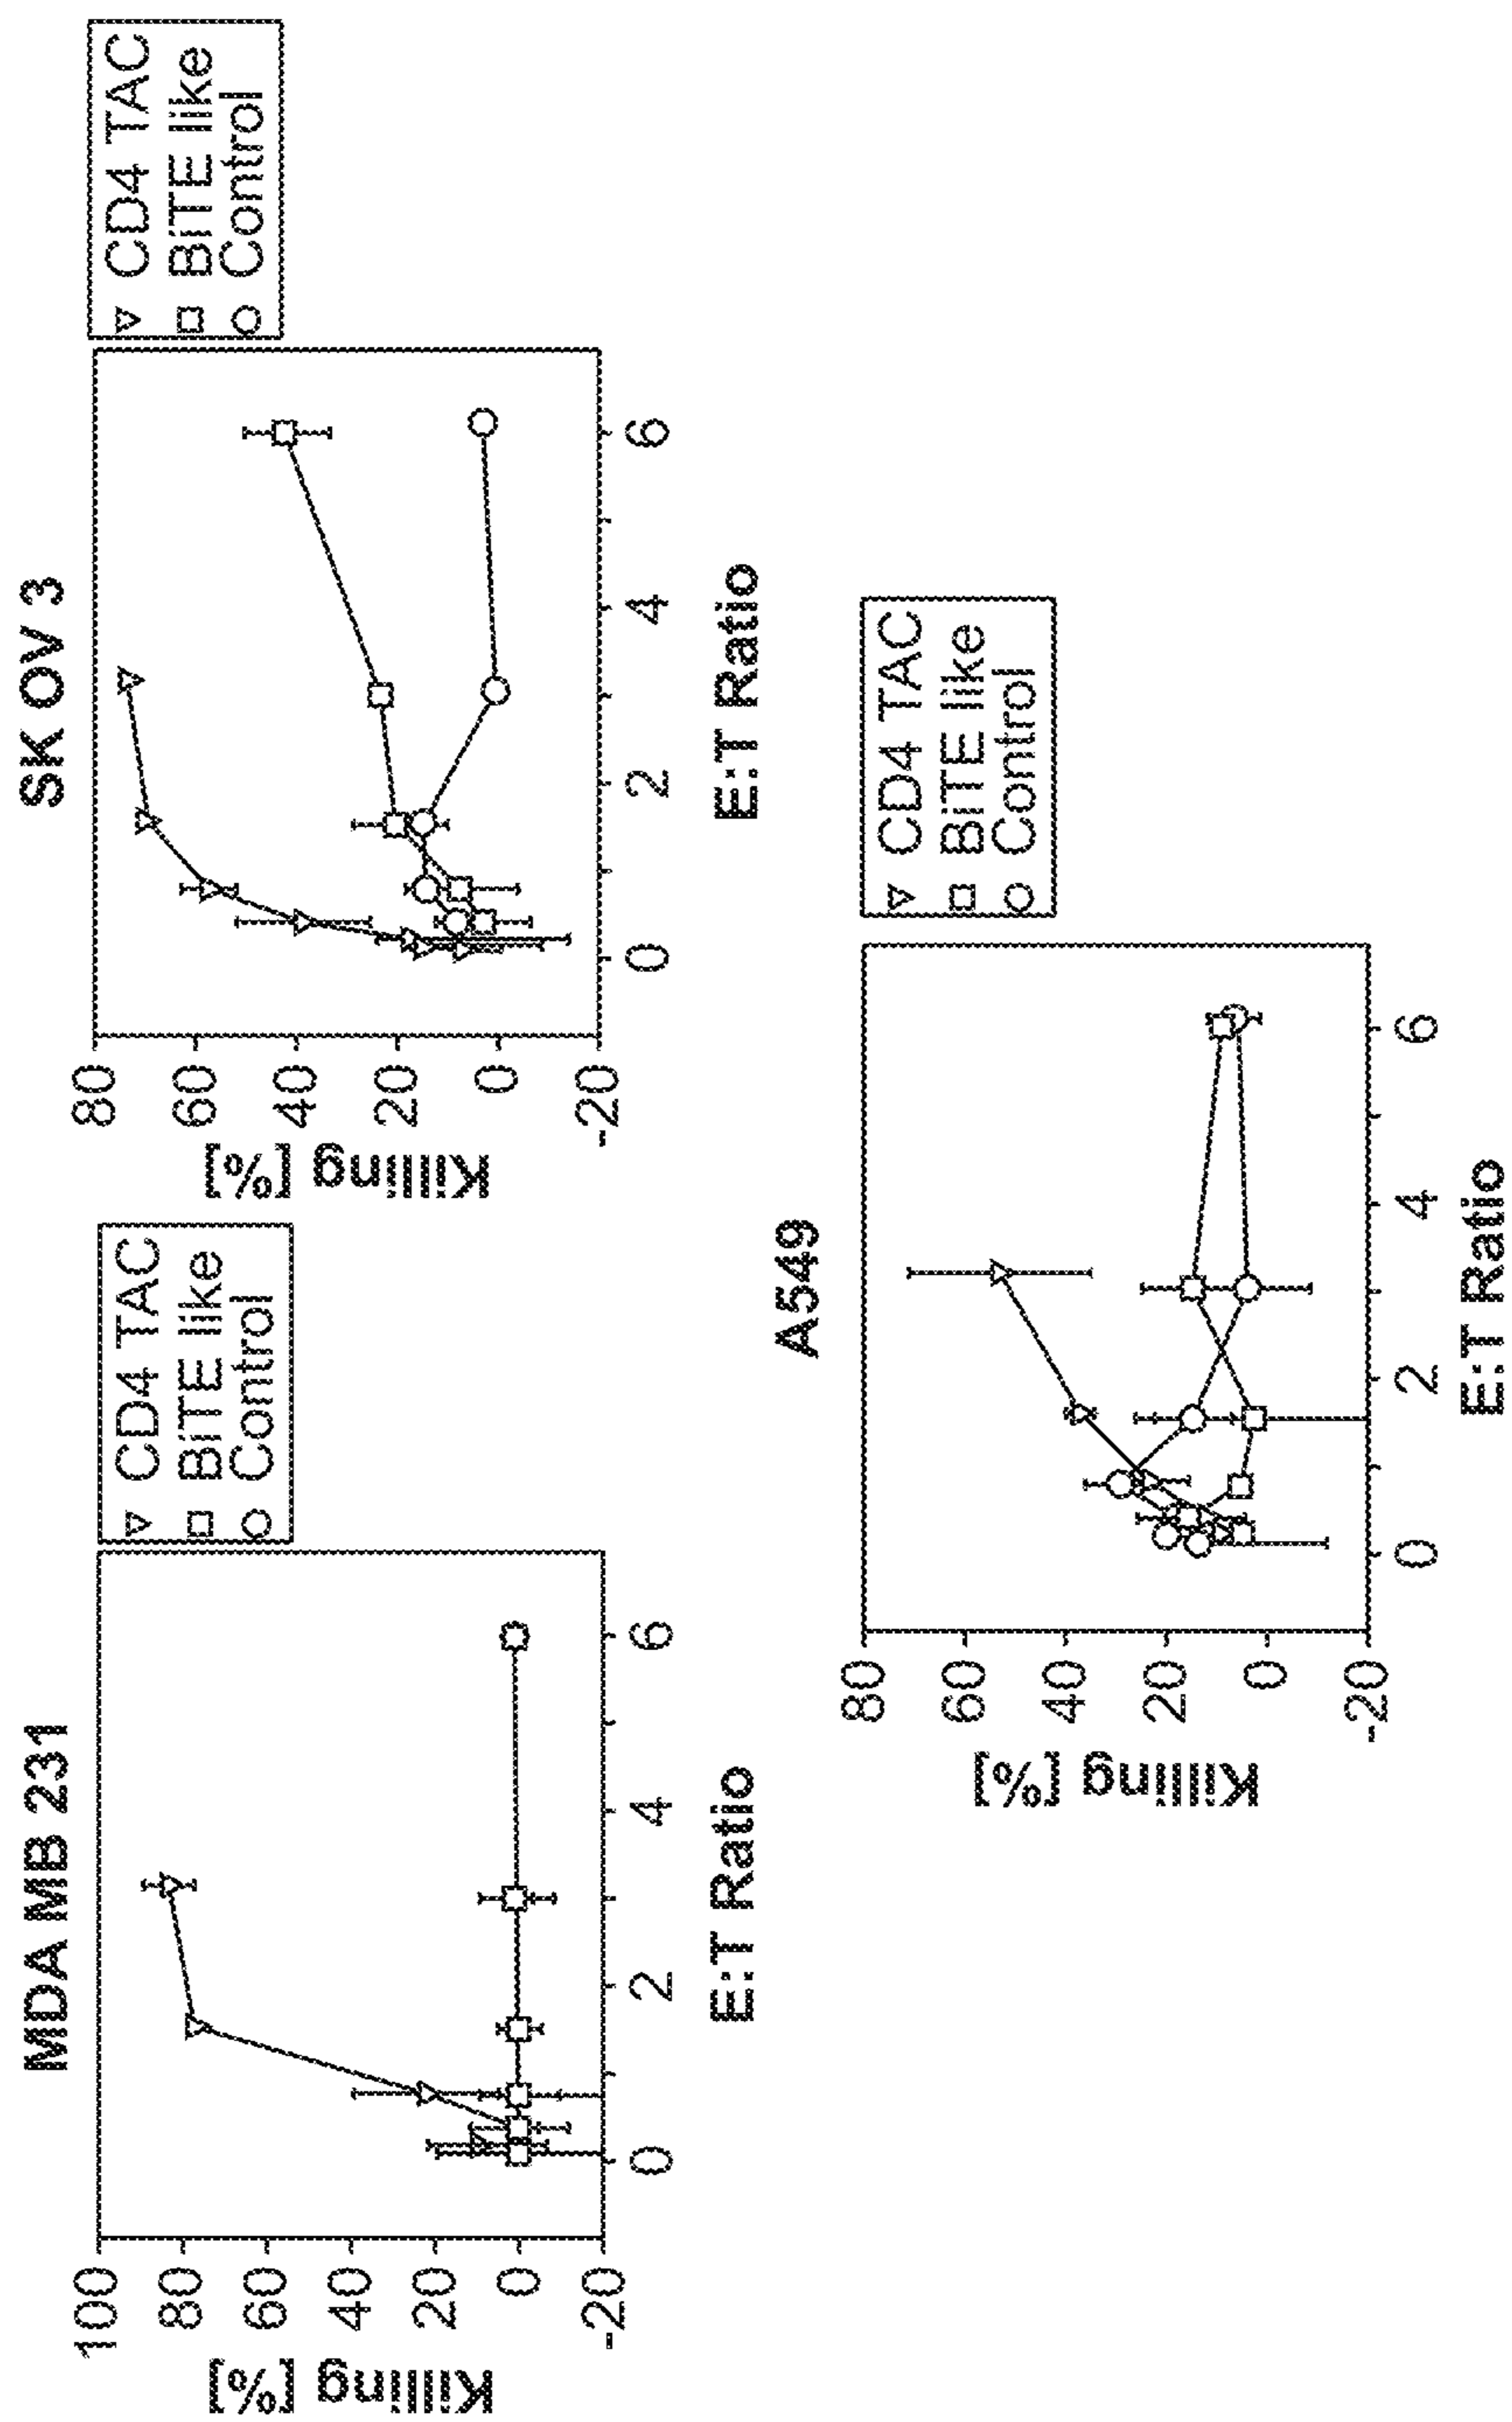 MDA MB 231
Killing [%]
100
80
60
40
20
0
-20
0 2 4 6
E:T Ratio
CD4 TAC
BiTE like
Control
SK OV 3
Killing [%]
80
60
40
20
0
-20
0 2 4 6
E:T Ratio
CD4 TAC
BiTE like
Control
A549
Killing [%]
80
60
40
20
0
-20
0 2 4 6
E:T Ratio
CD4 TAC
BiTE like
Control